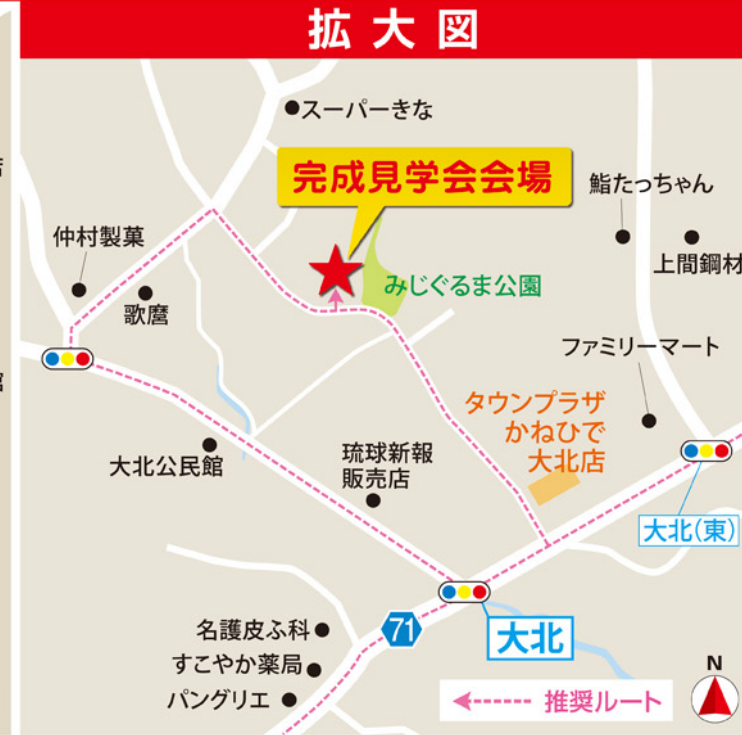 拡大図
スーパーきな
完成見学会会場
鮨たっちゃん
仲村製菓
上間鋼材
みじぐるま公園
歌麿
ファミリーマート
タウンプラザ
かねひで
大北店
琉球新報
販売店
大北公民館
大北(東)
名護皮ふ科
71
大北
すこやか薬局
N
パングリエ
推奨ルート